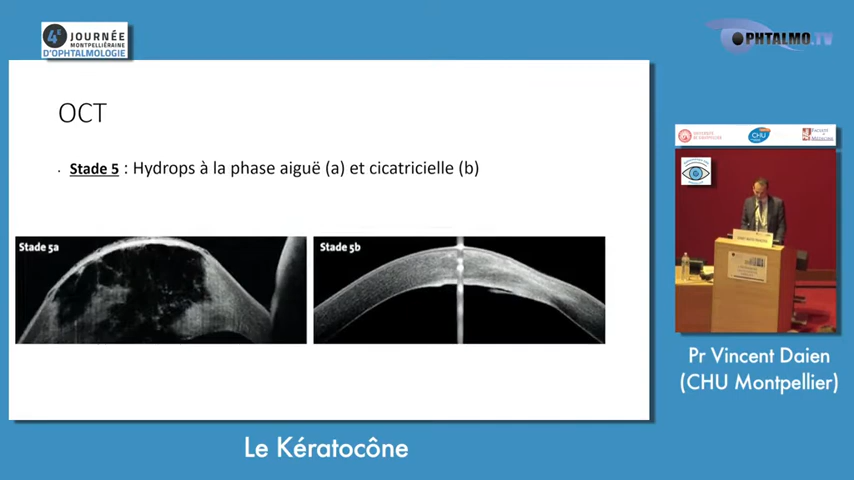 4E JOURNÉE
MONTPELLIÉRAINE
D'OPHTALMOLOGIE
OPHTALMO.TV
OCT
Stade 5 : Hydrops à la phase aiguë (a) et cicatricielle (b)
Stade 5a
Stade 5b
CHU
Pr Vincent Daien
(CHU Montpellier)
Le Kératocône